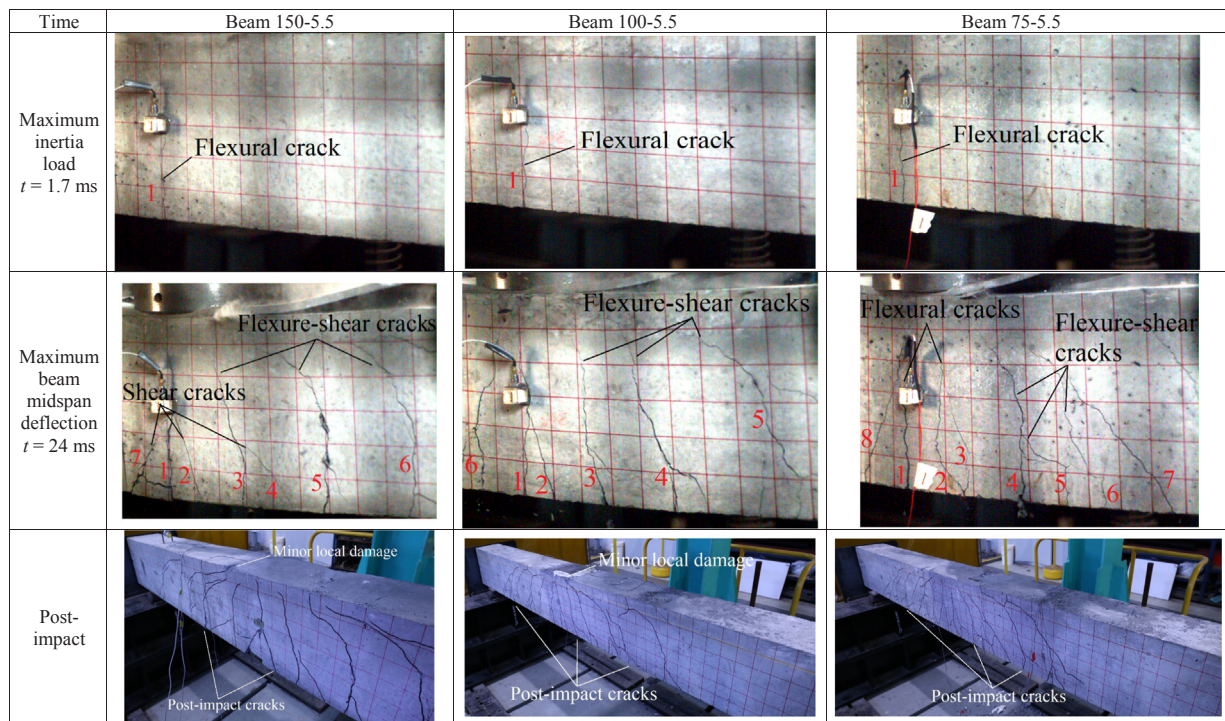 Time
Beam 150-5.5
Beam 100-5.5
Beam 75-5.5
Maximum
inertia
load
t = 1.7 ms
Flexural crack
1
Flexural crack
1
1
Maximum
beam
midspan
deflection
t = 24 ms
Flexure-shear cracks
Shear cracks
7
1
2
3
4
5
6
Flexure-shear cracks
6
1
2
3
4
5
Flexural cracks
Flexure-shear
cracks
8
1
2
3
4
5
6
7
Post-
impact
Minor local damage
Post-impact cracks
Minor local damage
Post-impact cracks
Post-impact cracks